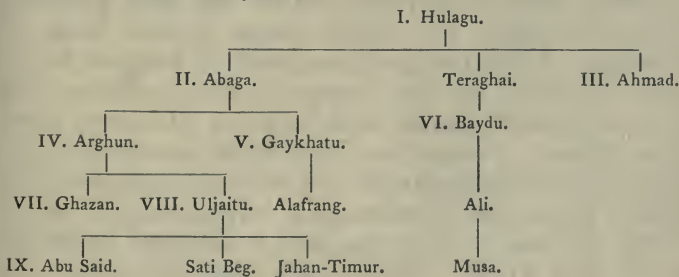 I. Hulagu.
II. Abaga. Teraghai. III. Ahmad.
VI. Baydu.
IV. Arghun. V. Gaykhatu.
VII. Ghazan. VIII. Uljaitu. Alafrang. Ali.
IX. Abu Said. Sati Beg. Jahan-Timur. Musa.